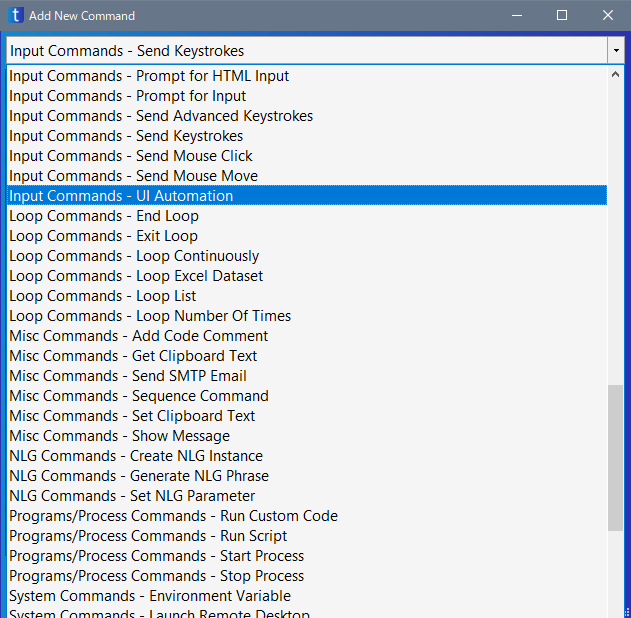 t Add New Command
Input Commands - Send Keystrokes
Input Commands - Prompt for HTML Input
Input Commands - Prompt for Input
Input Commands - Send Advanced Keystrokes
Input Commands - Send Keystrokes
Input Commands - Send Mouse Click
Input Commands - Send Mouse Move
Input Commands - UI Automation
Loop Commands - End Loop
Loop Commands - Exit Loop
Loop Commands - Loop Continuously
Loop Commands - Loop Excel Dataset
Loop Commands - Loop List
Loop Commands - Loop Number Of Times
Misc Commands - Add Code Comment
Misc Commands - Get Clipboard Text
Misc Commands - Send SMTP Email
Misc Commands - Sequence Command
Misc Commands - Set Clipboard Text
Misc Commands - Show Message
NLG Commands - Create NLG Instance
NLG Commands - Generate NLG Phrase
NLG Commands - Set NLG Parameter
Programs/Process Commands - Run Custom Code
Programs/Process Commands - Run Script
Programs/Process Commands - Start Process
Programs/Process Commands - Stop Process
System Commands - Environment Variable
System Commands - Launch Remote Desktop